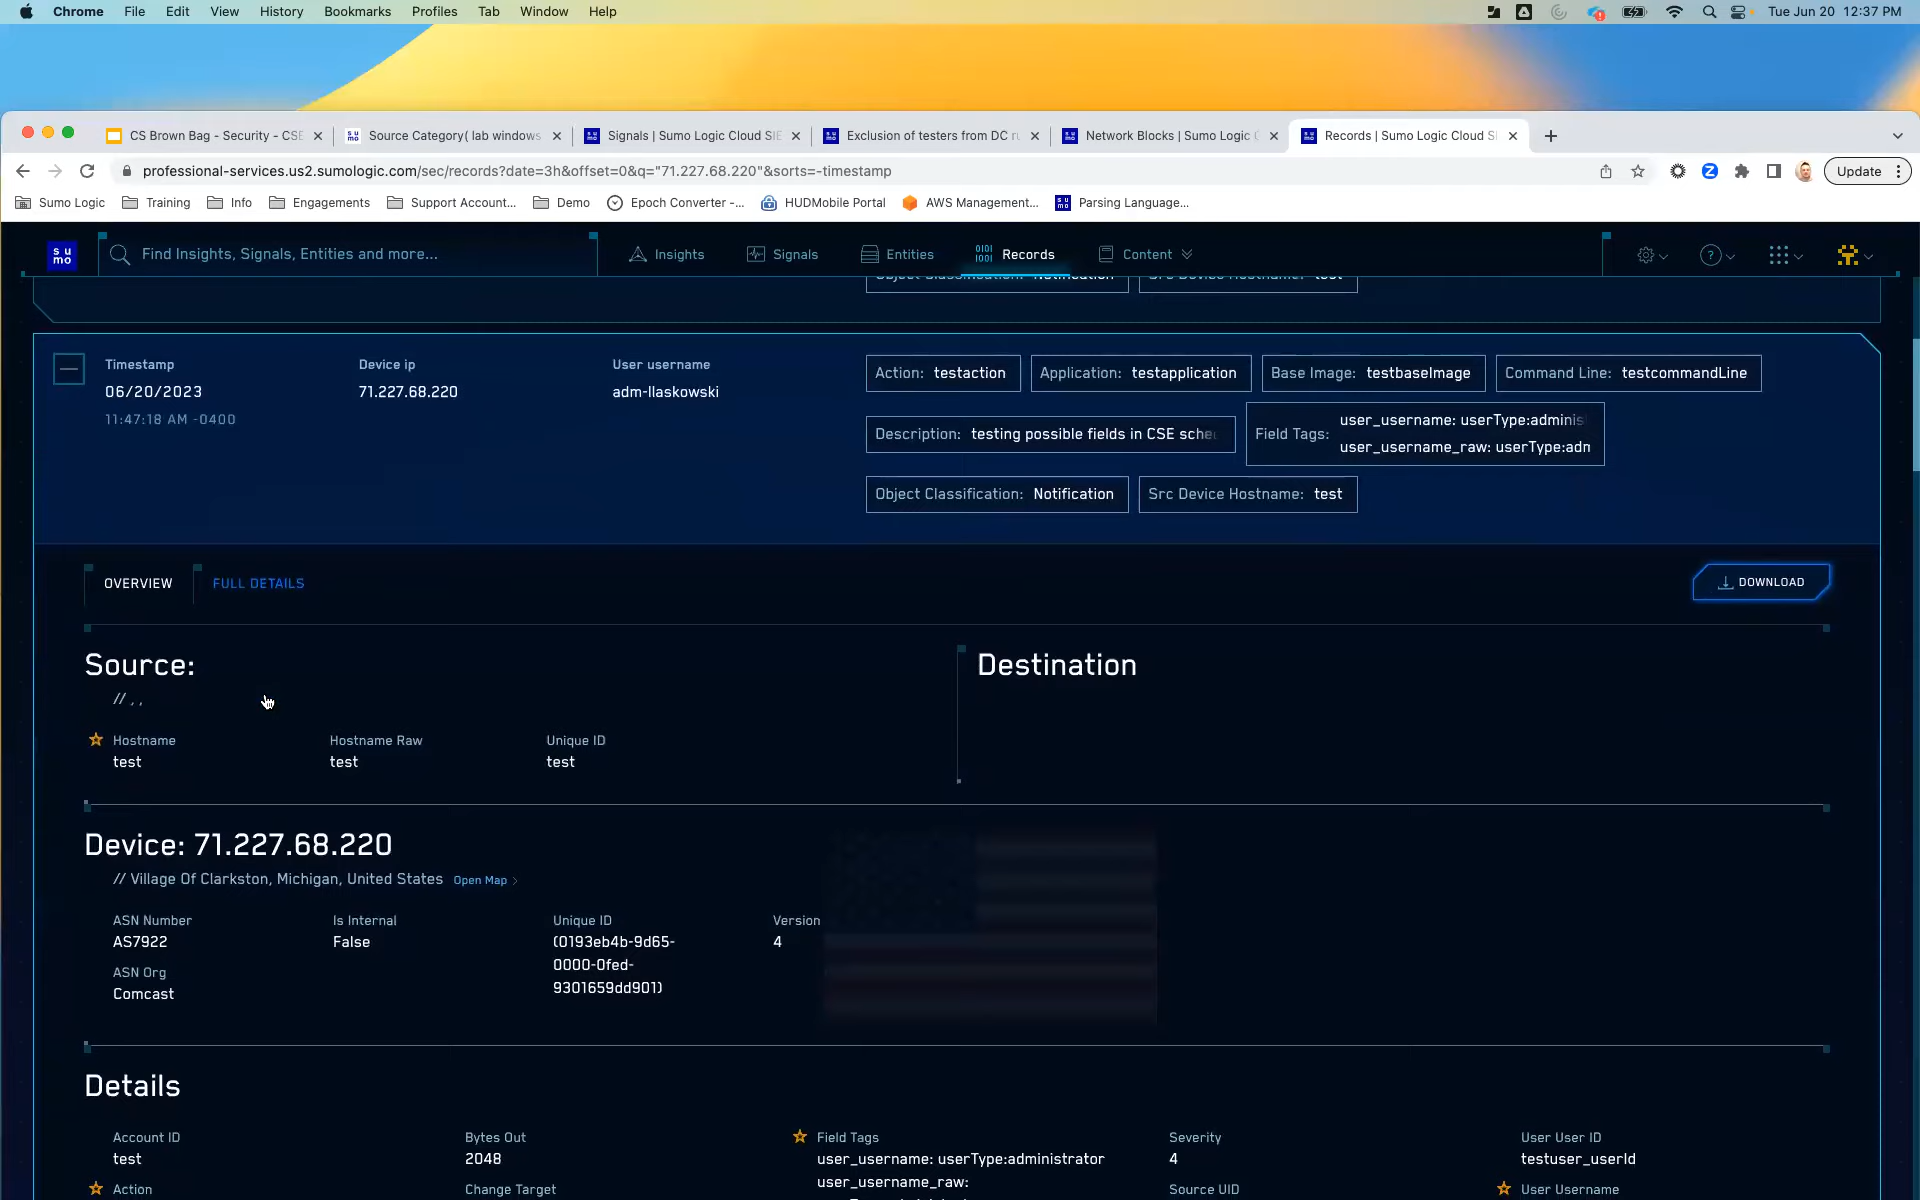 Chrome File Edit View History Bookmarks Profiles Tab Window Help
Tue Jun 20 12:37 PM
CS Brown Bag - Security - CSE
Source Category( lab windows
Signals | Sumo Logic Cloud SIE
Exclusion of testers from DC ru
Network Blocks | Sumo Logic C
Records | Sumo Logic Cloud S
professional-services.us2.sumologic.com/sec/records?date=3h&offset=0&q="71.227.68.220"&sorts=-timestamp
Update
Sumo Logic Training Info Engagements Support Account... Demo Epoch Converter -... HUDMobile Portal AWS Management... Parsing Language...
su
mo
Find Insights, Signals, Entities and more...
Insights Signals Entities Records Content
Object Classification: Notification Src Device Hostname: test
Timestamp
06/20/2023
11:47:18 AM -0400
Device ip
71.227.68.220
User username
adm-llaskowski
Action: testaction
Application: testapplication
Base Image: testbaseImage
Command Line: testcommandLine
Description: testing possible fields in CSE sche
Field Tags: user_username: userType:adminis
user_username_raw: userType:adn
Object Classification: Notification
Src Device Hostname: test
OVERVIEW FULL DETAILS
DOWNLOAD
Source:
// , ,
Hostname
test
Hostname Raw
test
Unique ID
test
Destination
Device: 71.227.68.220
// Village Of Clarkston, Michigan, United States Open Map >
ASN Number
AS7922
Is Internal
False
Unique ID
(0193eb4b-9d65-
0000-0fed-
9301659dd901)
Version
4
ASN Org
Comcast
Details
Account ID
test
Bytes Out
2048
Field Tags
user_username: userType:administrator
user_username_raw:
Severity
4
User User ID
testuser_userId
Action
Change Target
Source UID
User Username